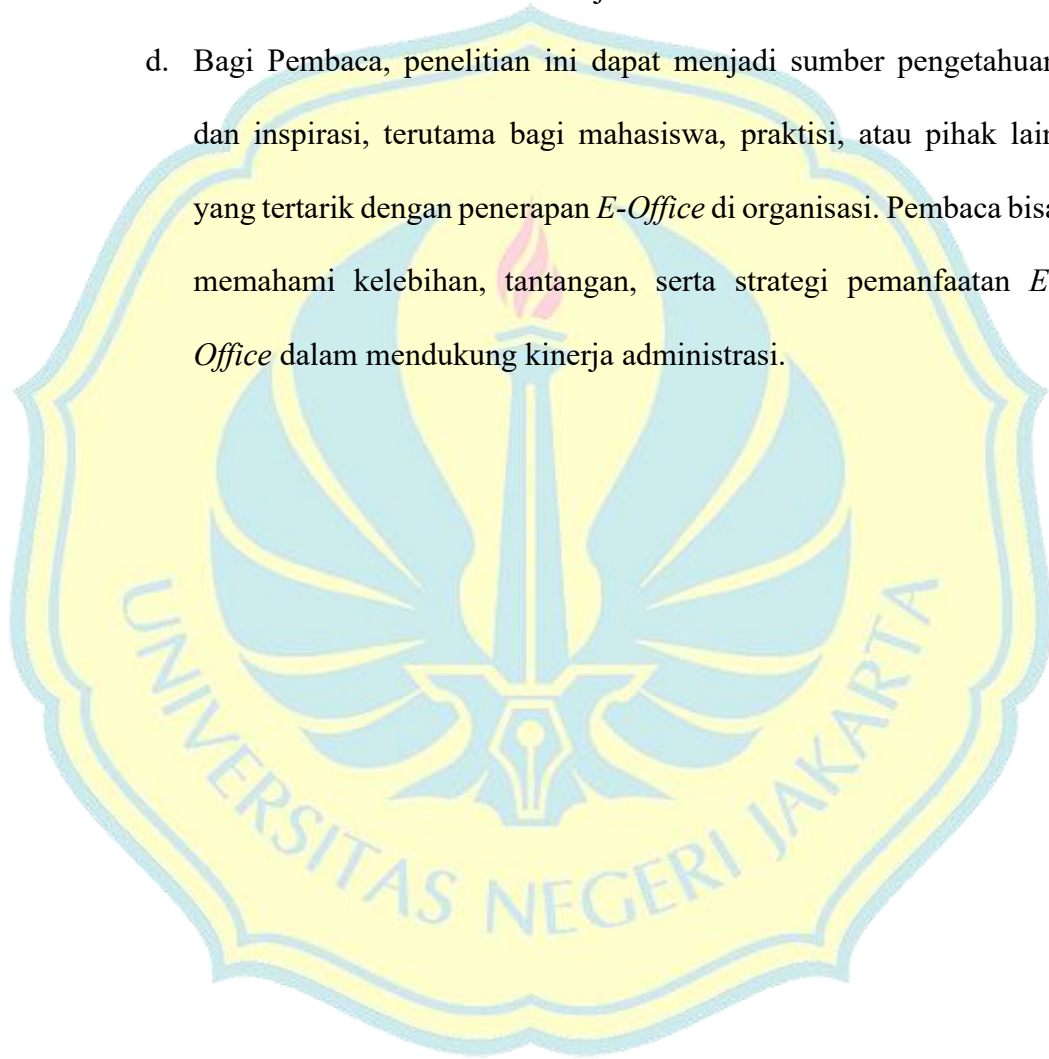 d. Bagi Pembaca, penelitian ini dapat menjadi sumber pengetahuan
dan inspirasi, terutama bagi mahasiswa, praktisi, atau pihak lain
yang tertarik dengan penerapan E-Office di organisasi. Pembaca bisa
memahami kelebihan, tantangan, serta strategi pemanfaatan E-
Office dalam mendukung kinerja administrasi.
UNIVERSITAS NEGERI JAKARTA